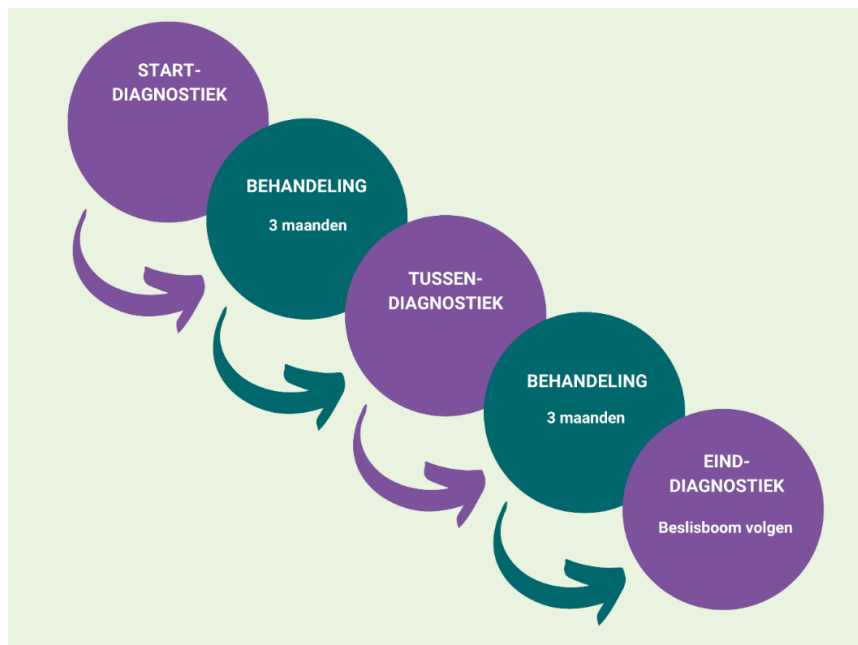 START-
DIAGNOSTIEK
BEHANDELING
3 maanden
TUSSEN-
DIAGNOSTIEK
BEHANDELING
3 maanden
EIND-
DIAGNOSTIEK
Beslisboom volgen